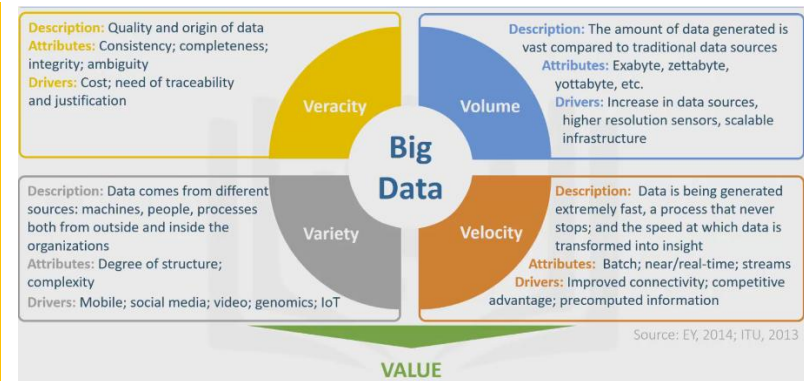 Description: Quality and origin of data
Attributes: Consistency; completeness;
integrity; ambiguity
Drivers: Cost; need of traceability
and justification
Veracity
Description: The amount of data generated is
vast compared to traditional data sources
Attributes: Exabyte, zettabyte,
yottabyte, etc.
Drivers: Increase in data sources,
higher resolution sensors, scalable
infrastructure
Volume
Big
Data
Description: Data comes from different
sources: machines, people, processes
both from outside and inside the
organizations
Attributes: Degree of structure;
complexity
Drivers: Mobile; social media; video; genomics; IoT
Variety
Description: Data is being generated
extremely fast, a process that never
stops; and the speed at which data is
transformed into insight
Attributes: Batch; near/real-time; streams
Drivers: Improved connectivity; competitive
advantage; precomputed information
Velocity
Source: EY, 2014; ITU, 2013
VALUE